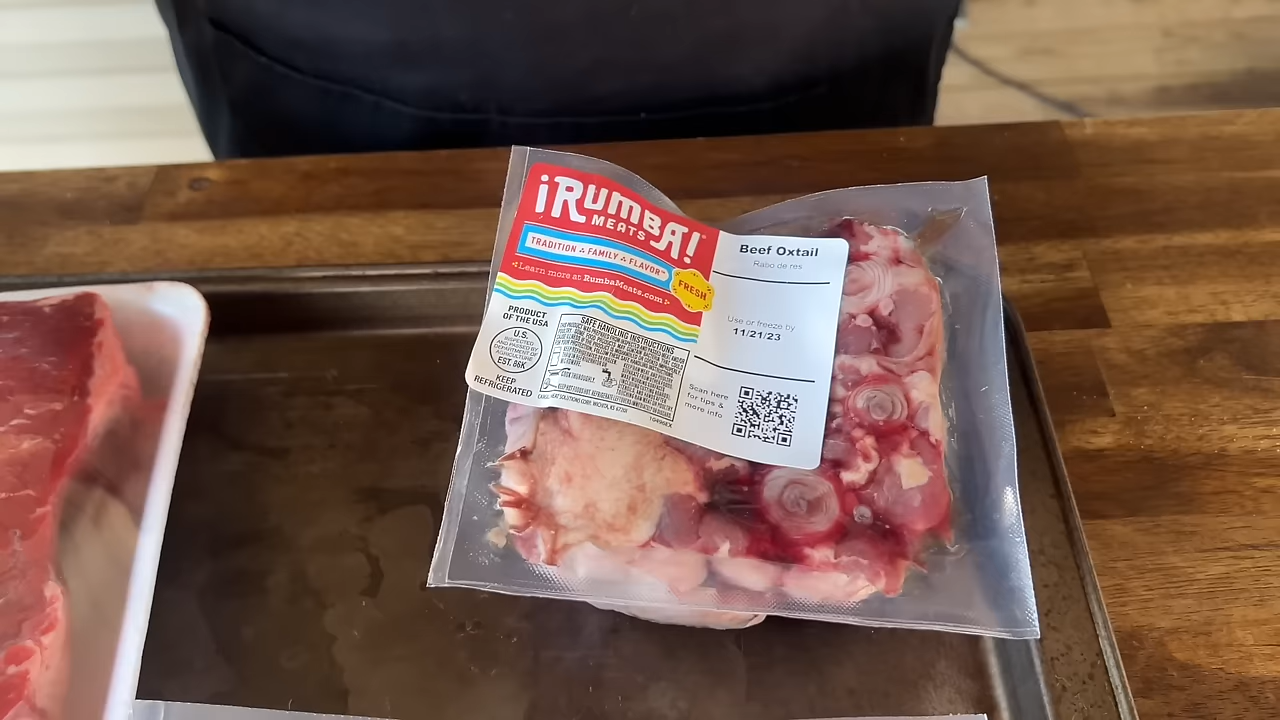 ¡RUMBA!
MEATS
TRADITION FAMILY FLAVOR™
Learn more at RumbaMeats.com
FRESH
PRODUCT
OF THE USA
U.S.
INSPECTED
AND PASSED BY
DEPARTMENT OF
AGRICULTURE
EST. 86K
KEEP
REFRIGERATED
SAFE HANDLING INSTRUCTIONS
COOK THOROUGHLY.
Beef Oxtail
Rabo de res
Use or freeze by
11/21/23
Scan here
for tips &
more info